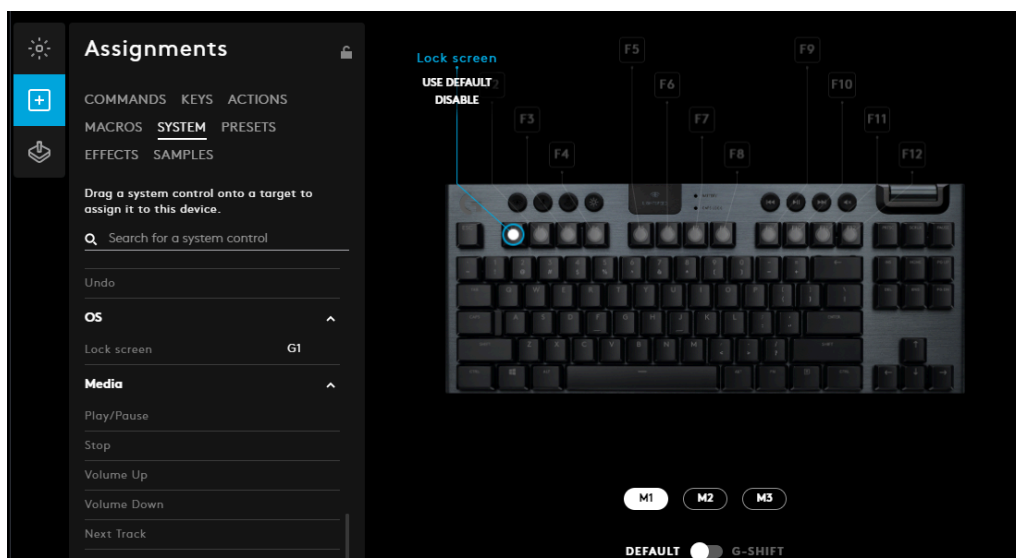 Assignments
COMMANDS KEYS ACTIONS
MACROS SYSTEM PRESETS
EFFECTS SAMPLES
Drag a system control onto a target to
assign it to this device.
Search for a system control
Undo
OS
Lock screen G1
Media
Play/Pause
Stop
Volume Up
Volume Down
Next Track
Lock screen
USE DEFAULT
DISABLE
F3
F4
F5
F6
F7
F8
F9
F10
F11
F12
M1 M2 M3
DEFAULT G-SHIFT